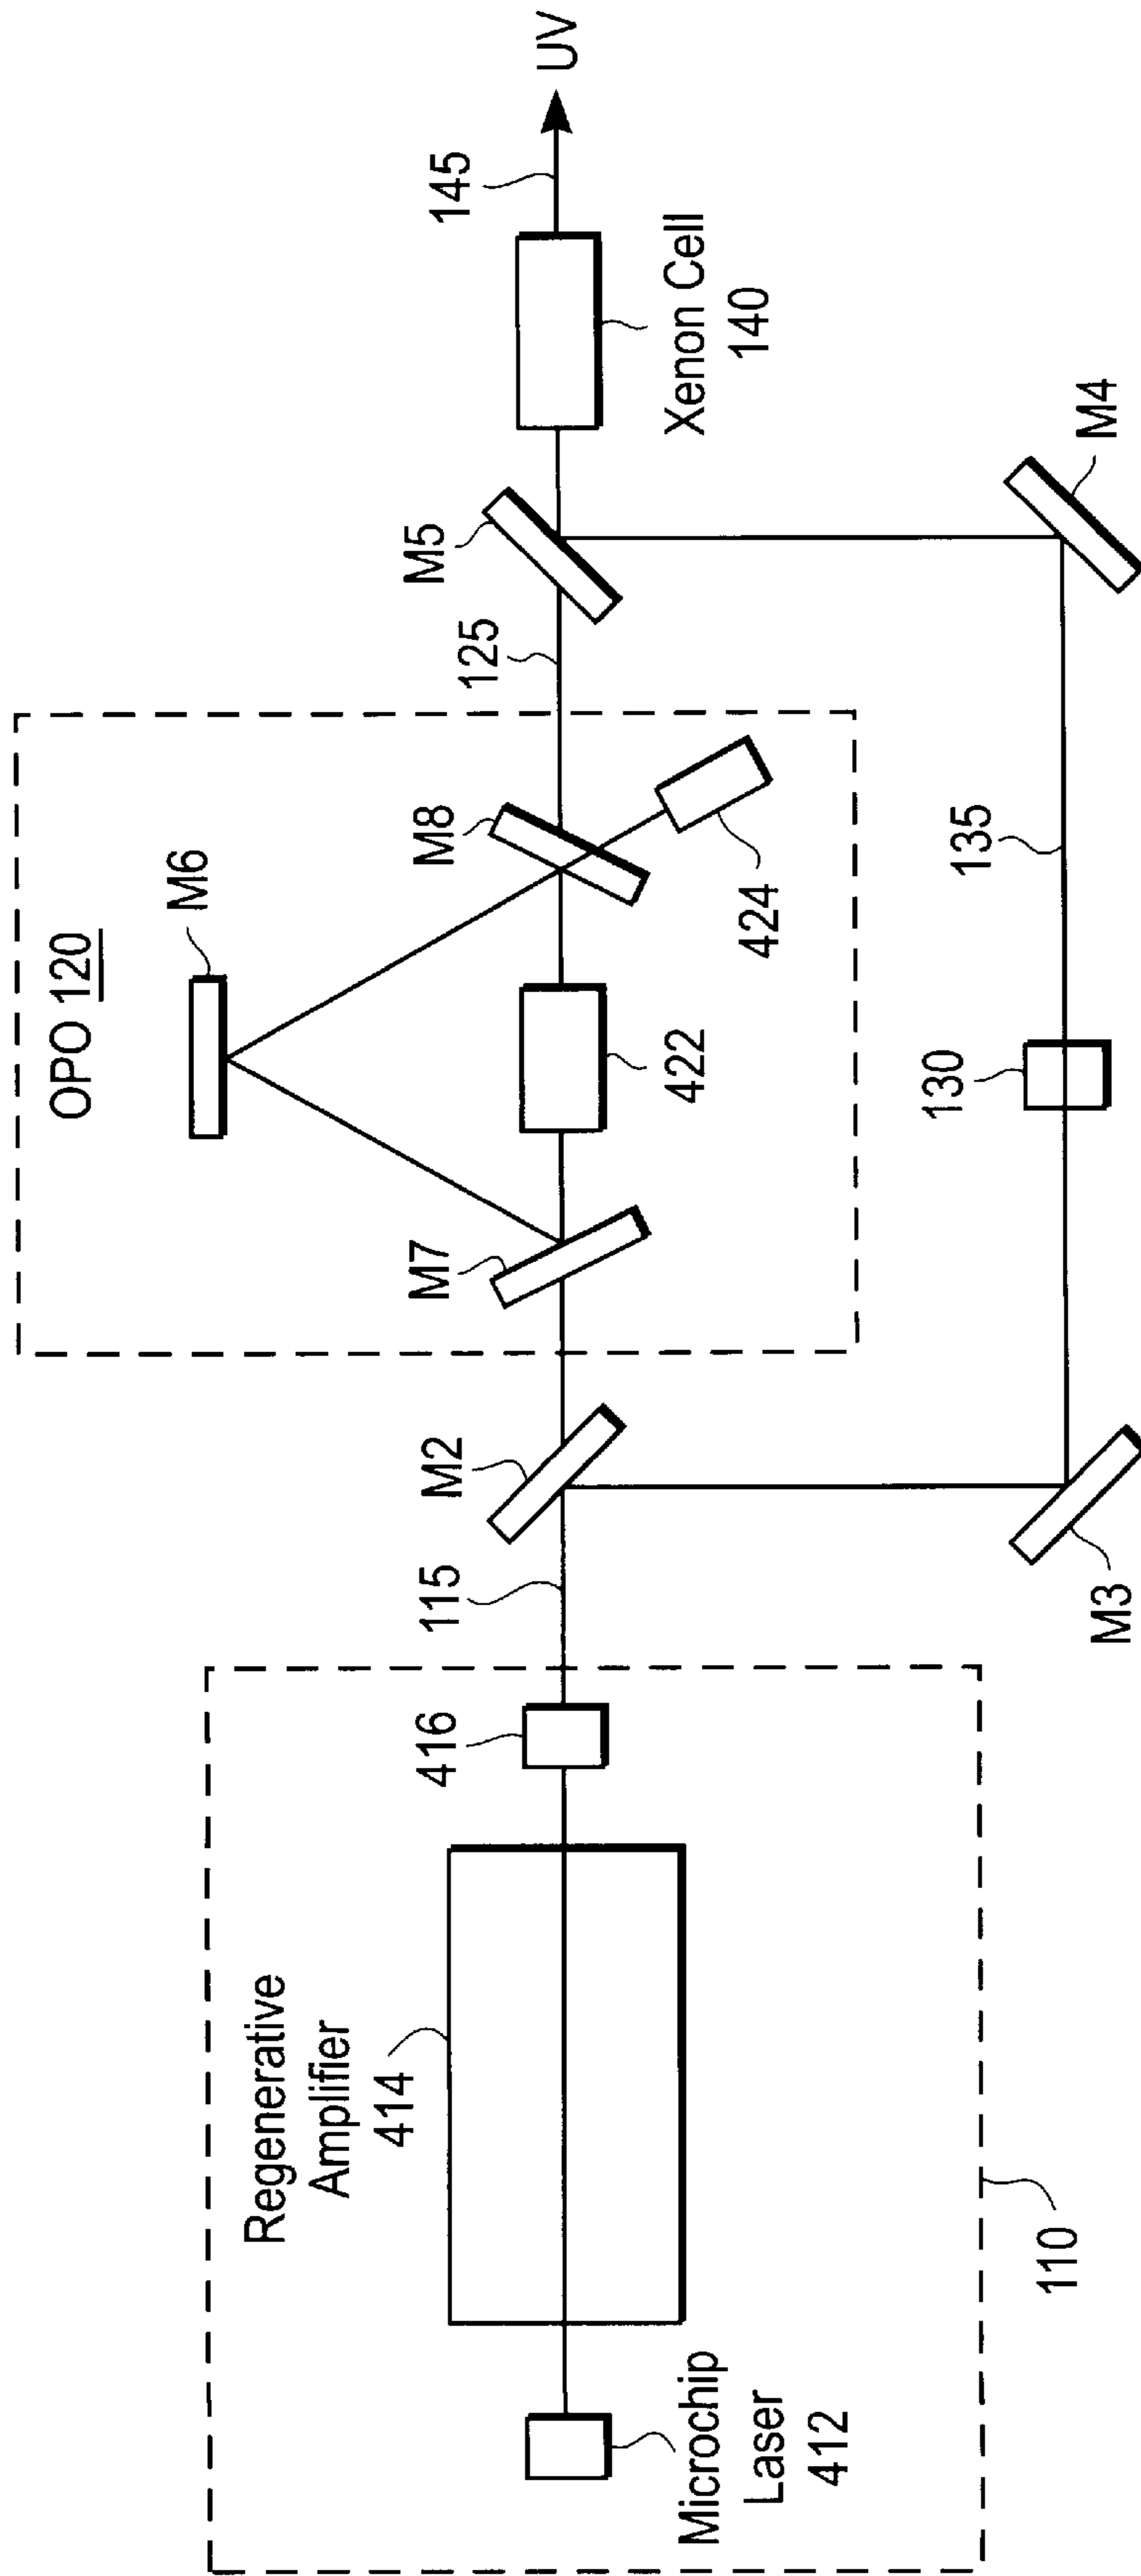 Regenerative
Amplifier
414
Microchip
Laser
412
416
110
115
M2
M3
OPO 120
M6
M7
422
M8
424
130
135
125
M5
M4
Xenon Cell
140
145
UV